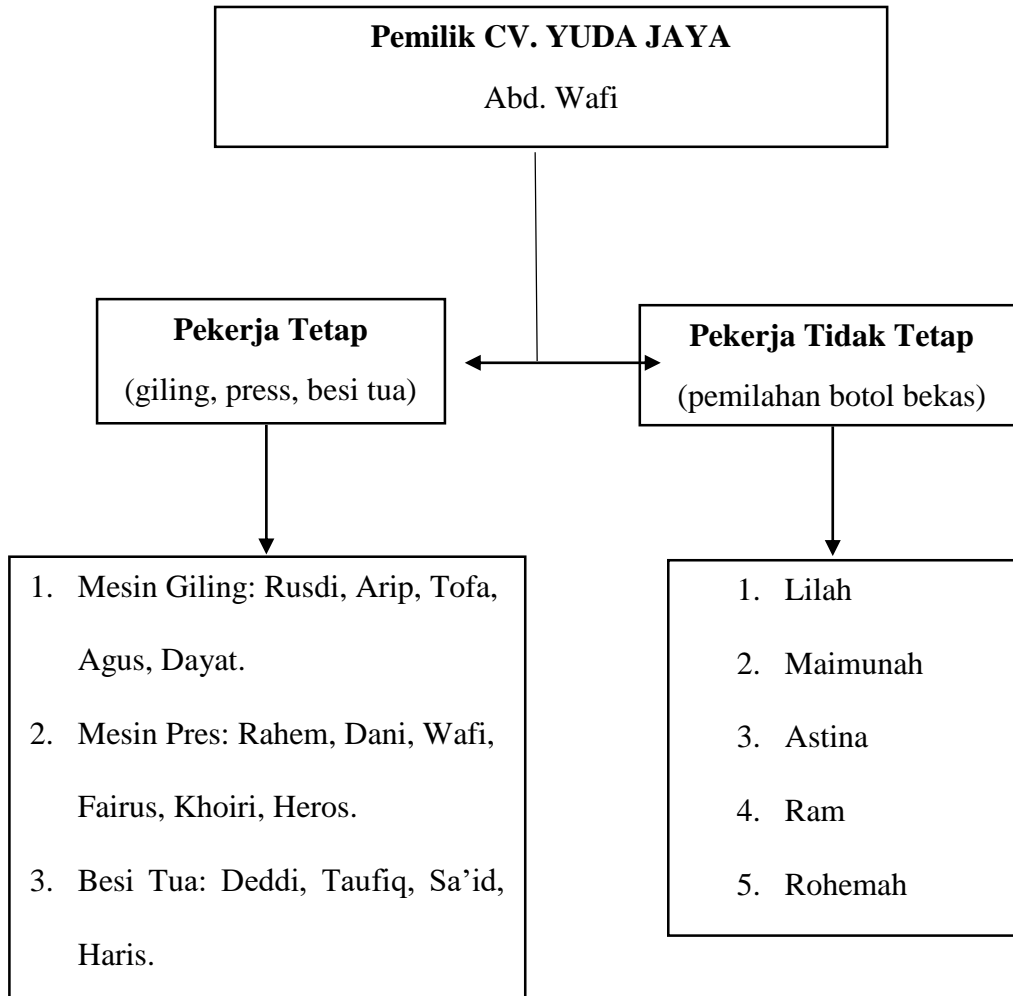 Pemilik CV. YUDA JAYA
Abd. Wafi
Pekerja Tetap
(giling, press, besi tua)
Pekerja Tidak Tetap
(pemilahan botol bekas)
1. Mesin Giling: Rusdi, Arip, Tofa,
Agus, Dayat.
2. Mesin Pres: Rahem, Dani, Wafi,
Fairus, Khoiri, Heros.
3. Besi Tua: Deddi, Taufiq, Sa’id,
Haris.
1. Lilah
2. Maimunah
3. Astina
4. Ram
5. Rohemah